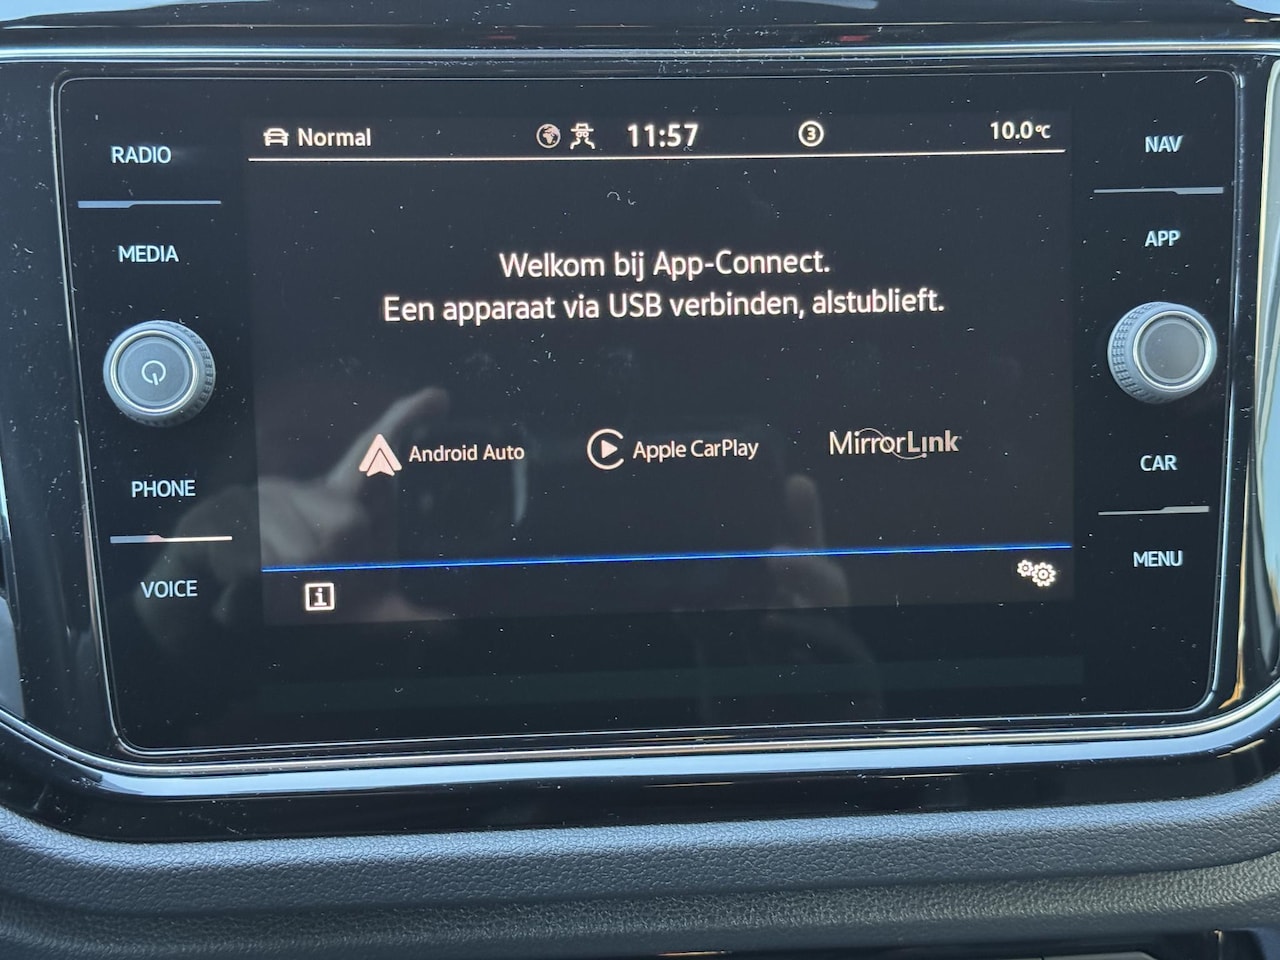 Normal 11:57 3 10.0°C
RADIO
MEDIA
PHONE
VOICE
NAV
APP
CAR
MENU
Welkom bij App-Connect.
Een apparaat via USB verbinden, alstublieft.
Android Auto
Apple CarPlay
MirrorLink
i